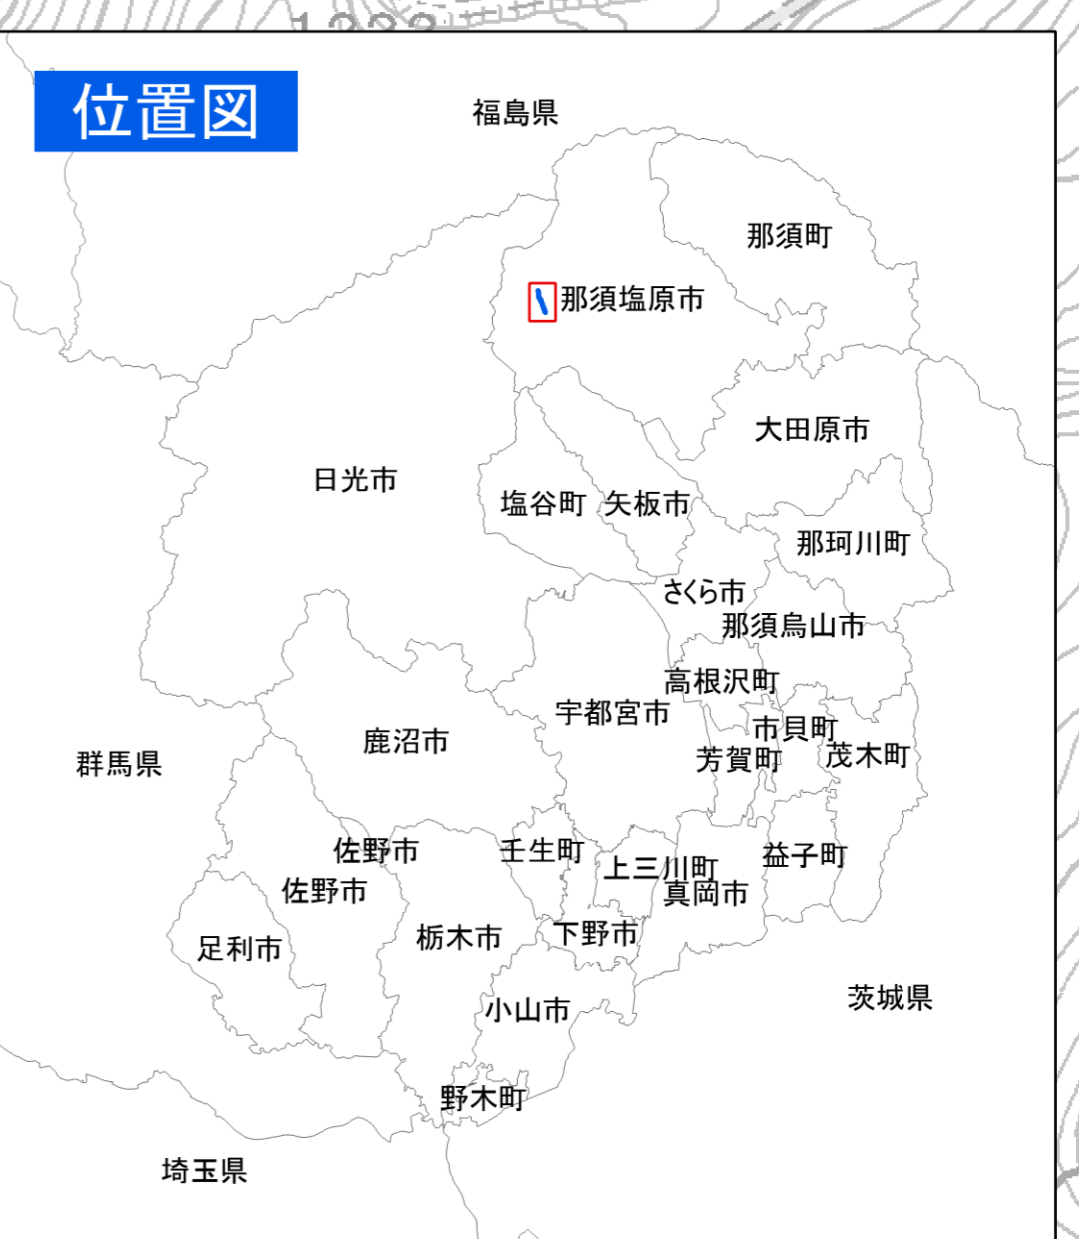 1223
位置図
福島県
那須町
那須塩原市
大田原市
日光市
塩谷町
矢板市
那珂川町
さくら市
那須烏山市
高根沢町
宇都宮市
市貝町
鹿沼市
茂木町
芳賀町
群馬県
佐野市
壬生町
益子町
上三川町
佐野市
真岡市
下野市
栃木市
足利市
茨城県
小山市
野木町
埼玉県